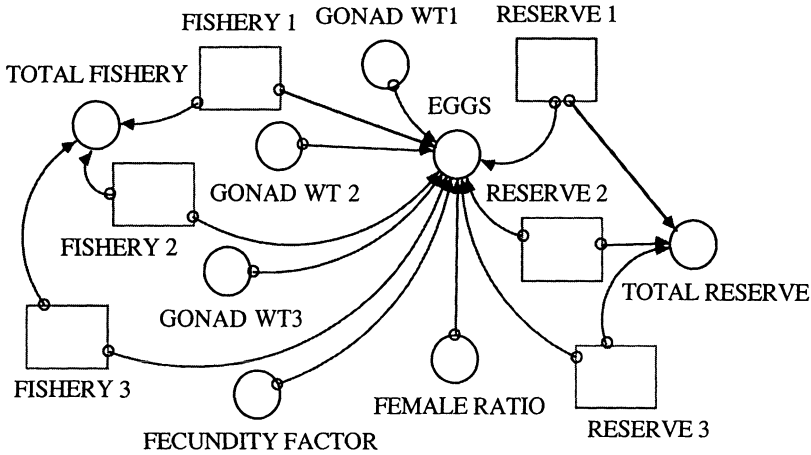 FISHERY 1
GONAD WT1
RESERVE 1
TOTAL FISHERY
EGGS
GONAD WT 2
RESERVE 2
FISHERY 2
TOTAL RESERVE
GONAD WT3
FISHERY 3
FEMALE RATIO
RESERVE 3
FECUNDITY FACTOR